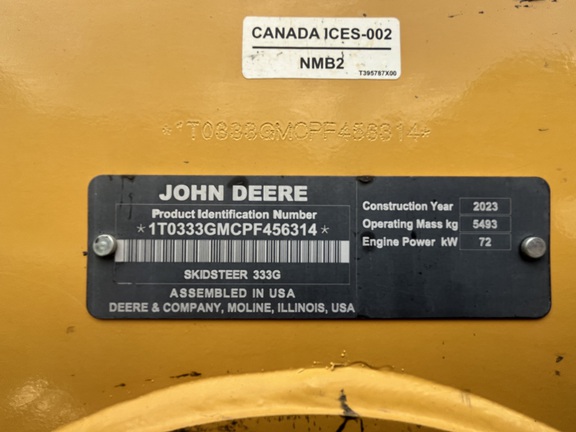 CANADA ICES-002
NMB2
T395787X00
*1T0333GMCPF456314*
JOHN DEERE
Product Identification Number
*1T0333GMCPF456314*
SKIDSTEER 333G
ASSEMBLED IN USA
DEERE & COMPANY, MOLINE, ILLINOIS, USA
Construction Year 2023
Operating Mass kg 5493
Engine Power kW 72